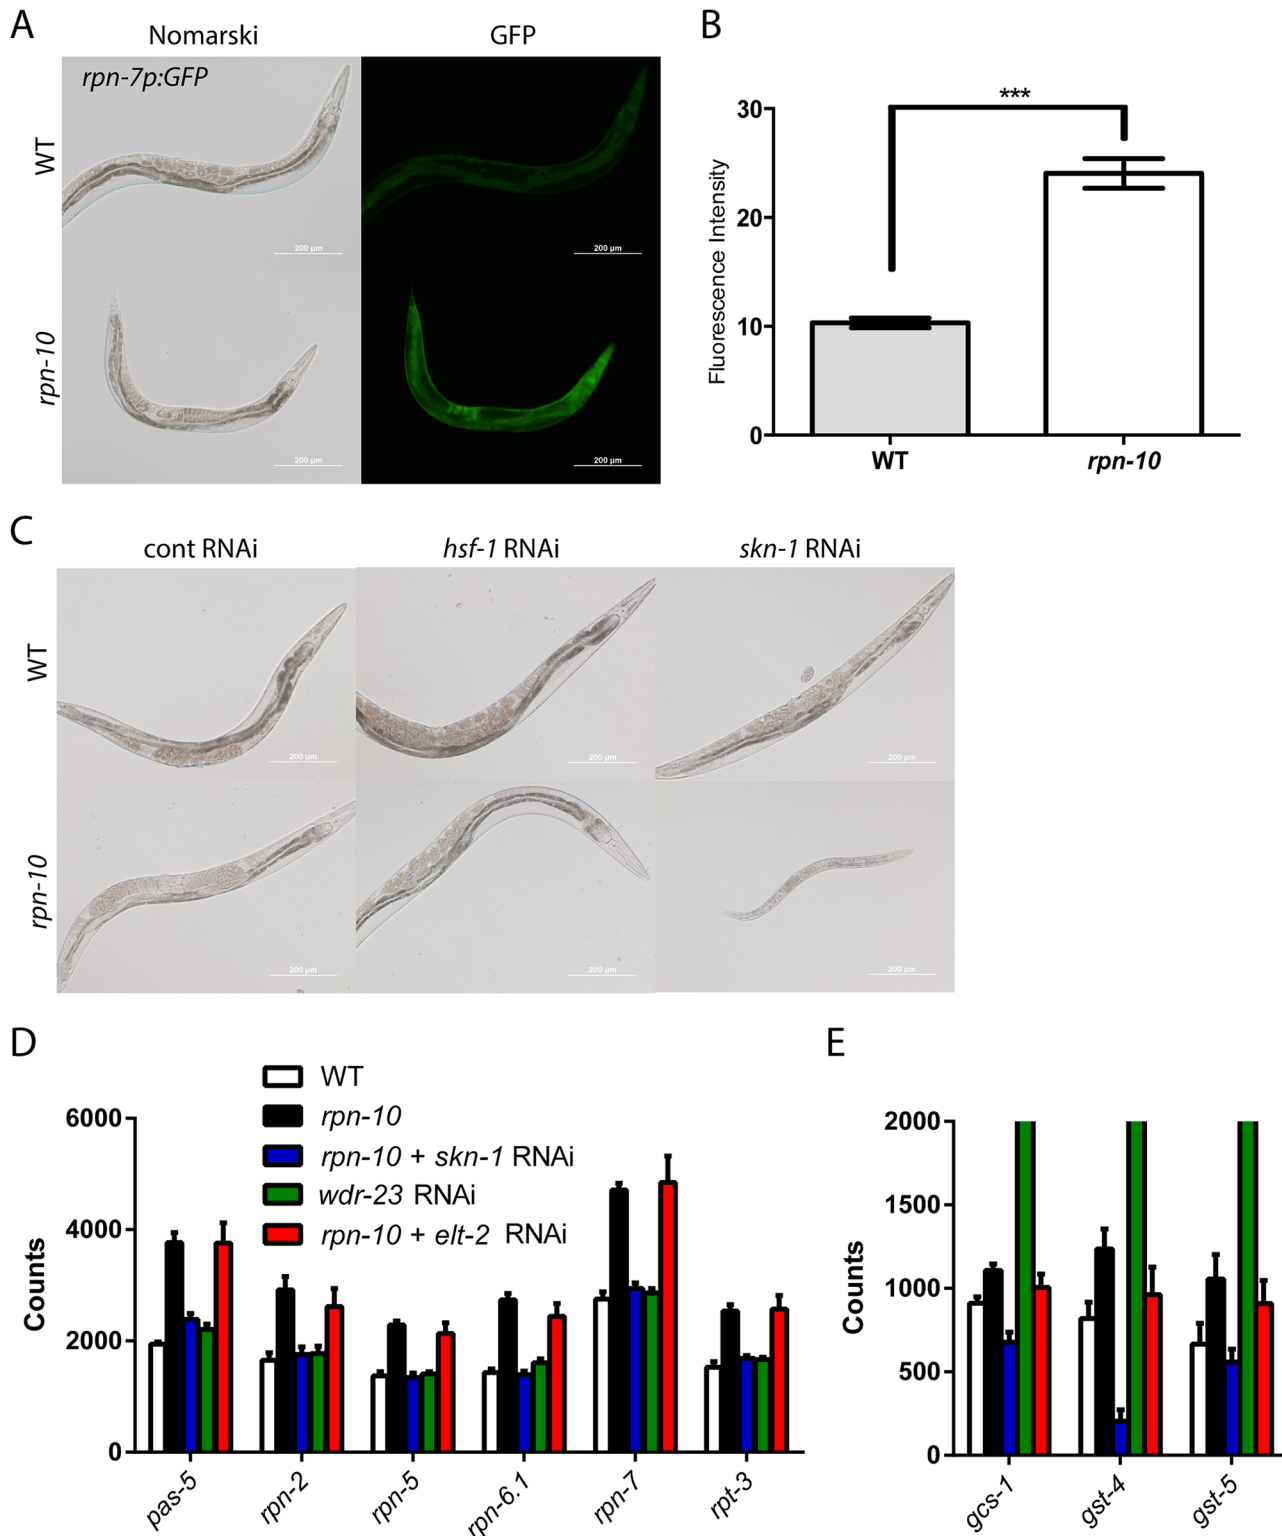 A
Nomarski
GFP
rpn-7p:GFP
WT
200 µm
200 µm
rpn-10
200 µm
200 µm
B
***
30
20
10
0
Fluorescence Intensity
WT
rpn-10
C
cont RNAi
hsf-1 RNAi
skn-1 RNAi
WT
200 µm
200 µm
200 µm
rpn-10
200 µm
200 µm
200 µm
D
WT
rpn-10
rpn-10 + skn-1 RNAi
wdr-23 RNAi
rpn-10 + elt-2 RNAi
6000
4000
2000
0
Counts
pas-5
rpn-2
rpn-5
rpn-6.1
rpn-7
rpt-3
E
2000
1500
1000
500
0
Counts
gcs-1
gst-4
gst-5